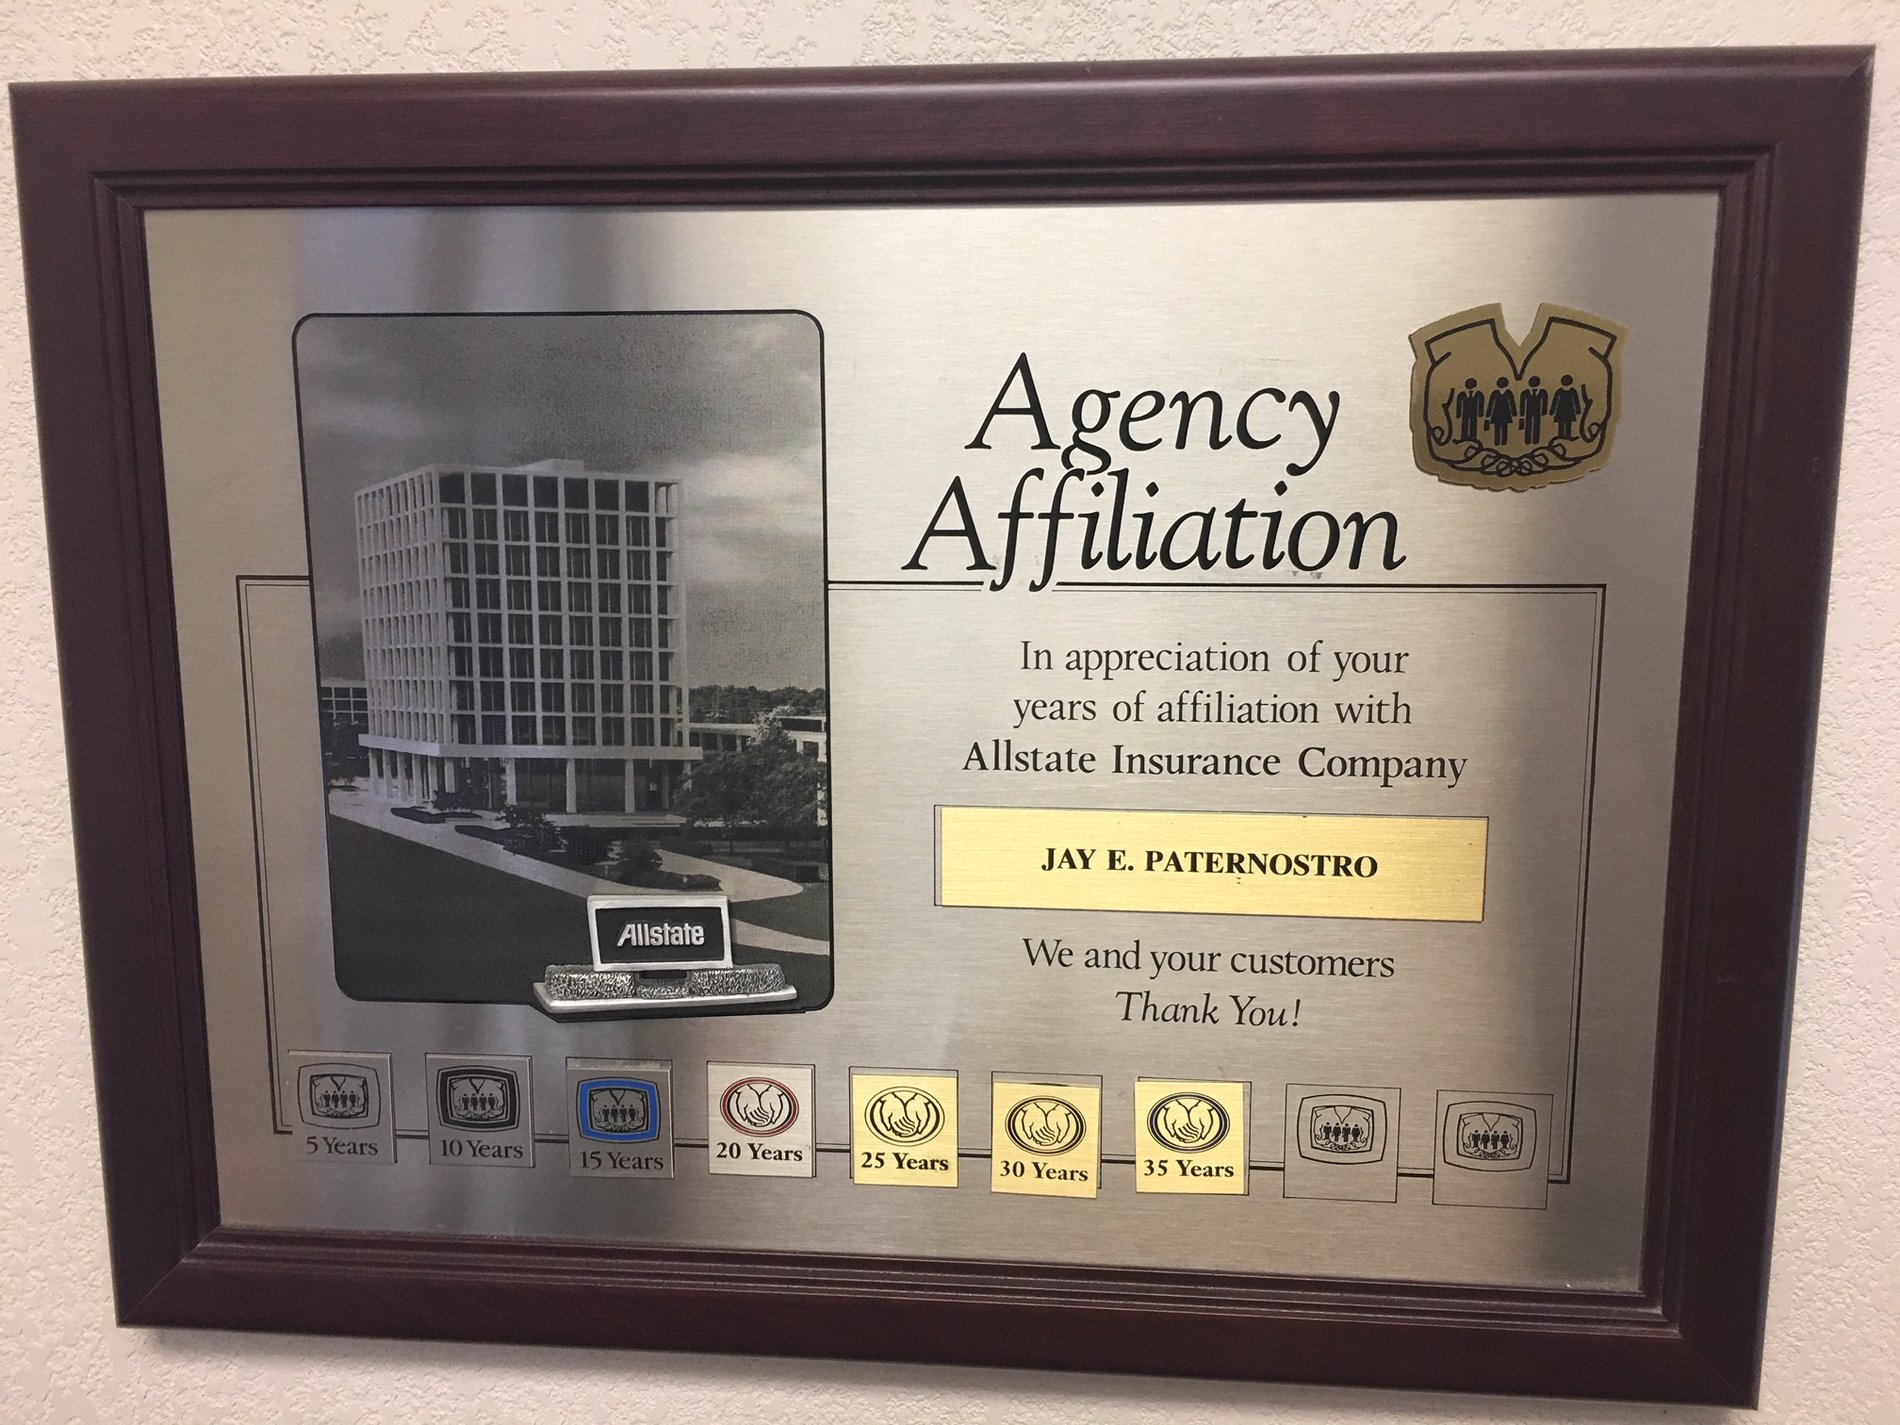 Agency
Affiliation
In appreciation of your
years of affiliation with
Allstate Insurance Company
JAY E. PATERNOSTRO
We and your customers
Thank You!
Allstate
5 Years
10 Years
15 Years
20 Years
25 Years
30 Years
35 Years